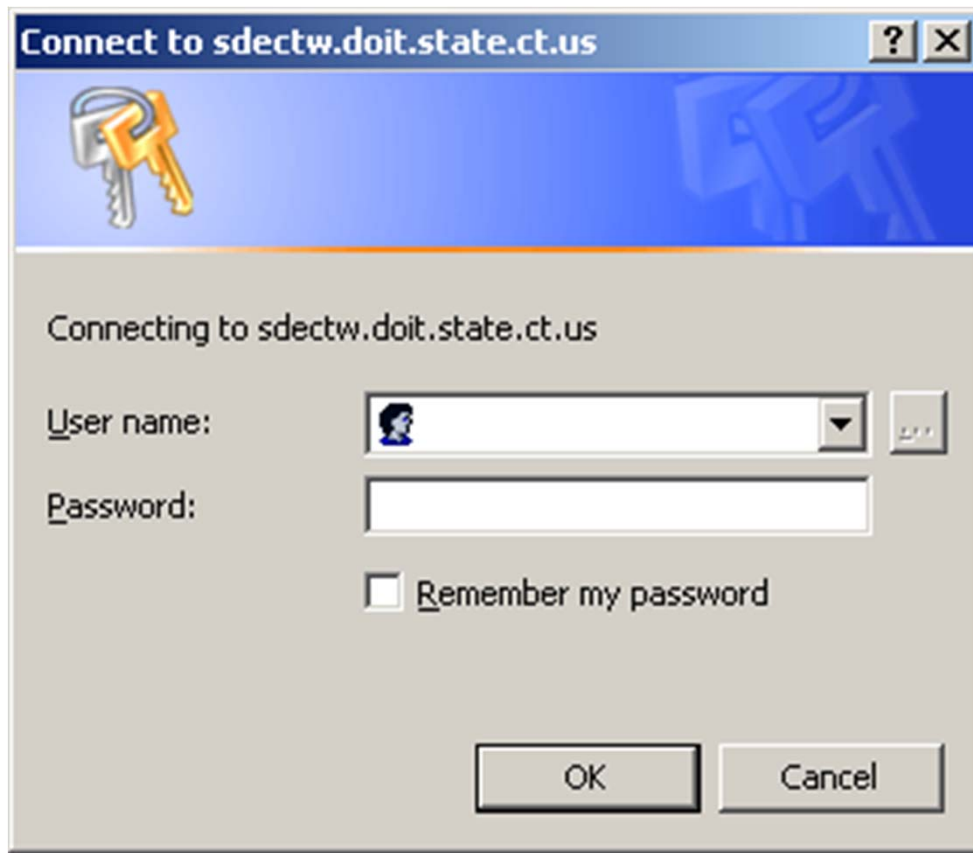 Connect to sdectw.doit.state.ct.us
Connecting to sdectw.doit.state.ct.us
User name:
...
Password:
Remember my password
OK
Cancel